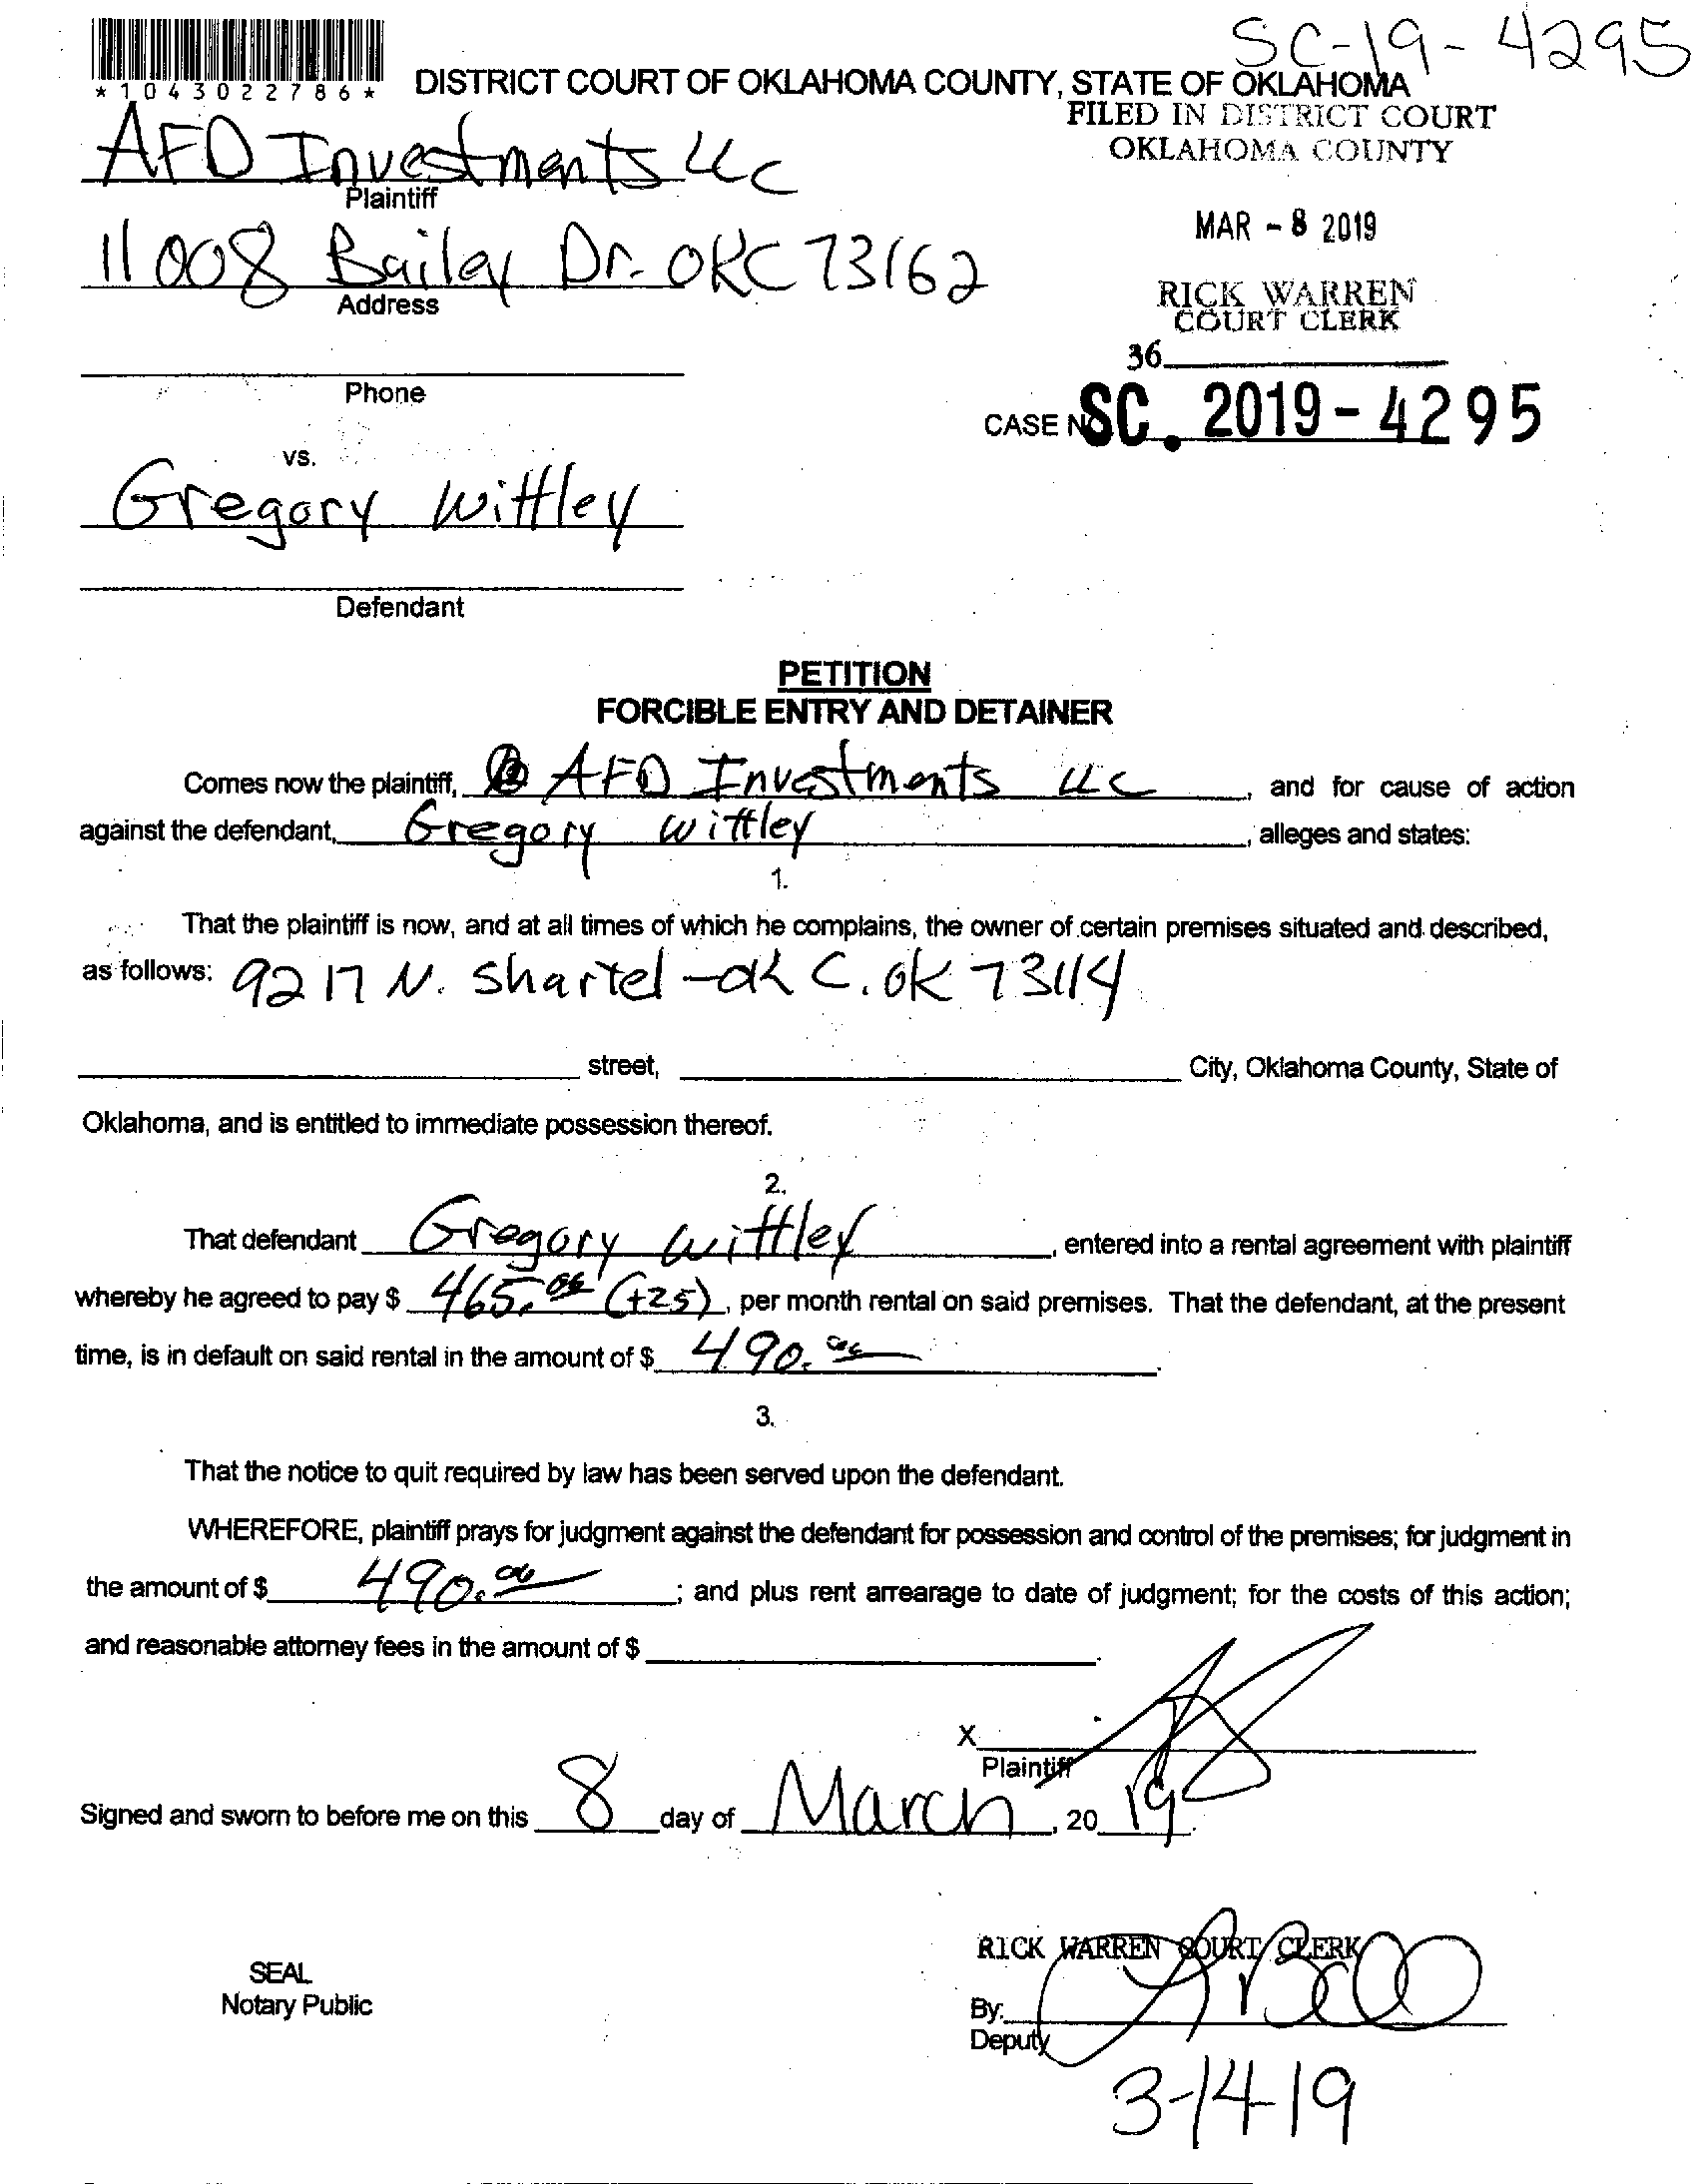 SC-19-4295
*1043022786*
DISTRICT COURT OF OKLAHOMA COUNTY, STATE OF OKLAHOMA
FILED IN DISTRICT COURT
OKLAHOMA COUNTY
AFD Investments LLC
Plaintiff
MAR - 8 2019
11008 Bailey Dr. OKC 73162
Address
RICK WARREN
COURT CLERK
36
Phone
CASE NO. SC 2019-4295
vs.
Gregory Wittley
Defendant
PETITION
FORCIBLE ENTRY AND DETAINER
Comes now the plaintiff, AFD Investments LLC, and for cause of action
against the defendant, Gregory Wittley, alleges and states:
1.
That the plaintiff is now, and at all times of which he complains, the owner of certain premises situated and described,
as follows: 9217 N. Shartel - OK C. OK 73114
street, City, Oklahoma County, State of
Oklahoma, and is entitled to immediate possession thereof.
2.
That defendant Gregory Wittley, entered into a rental agreement with plaintiff
whereby he agreed to pay $ 465.00 (+25), per month rental on said premises. That the defendant, at the present
time, is in default on said rental in the amount of $ 490.00.
3.
That the notice to quit required by law has been served upon the defendant.
WHEREFORE, plaintiff prays for judgment against the defendant for possession and control of the premises; for judgment in
the amount of $ 490.00; and plus rent arrearage to date of judgment; for the costs of this action;
and reasonable attorney fees in the amount of $ .
X
Plaintiff
Signed and sworn to before me on this 8 day of March, 2019.
RICK WARREN COURT CLERK
SEAL
Notary Public
By:
Deputy
3-14-19